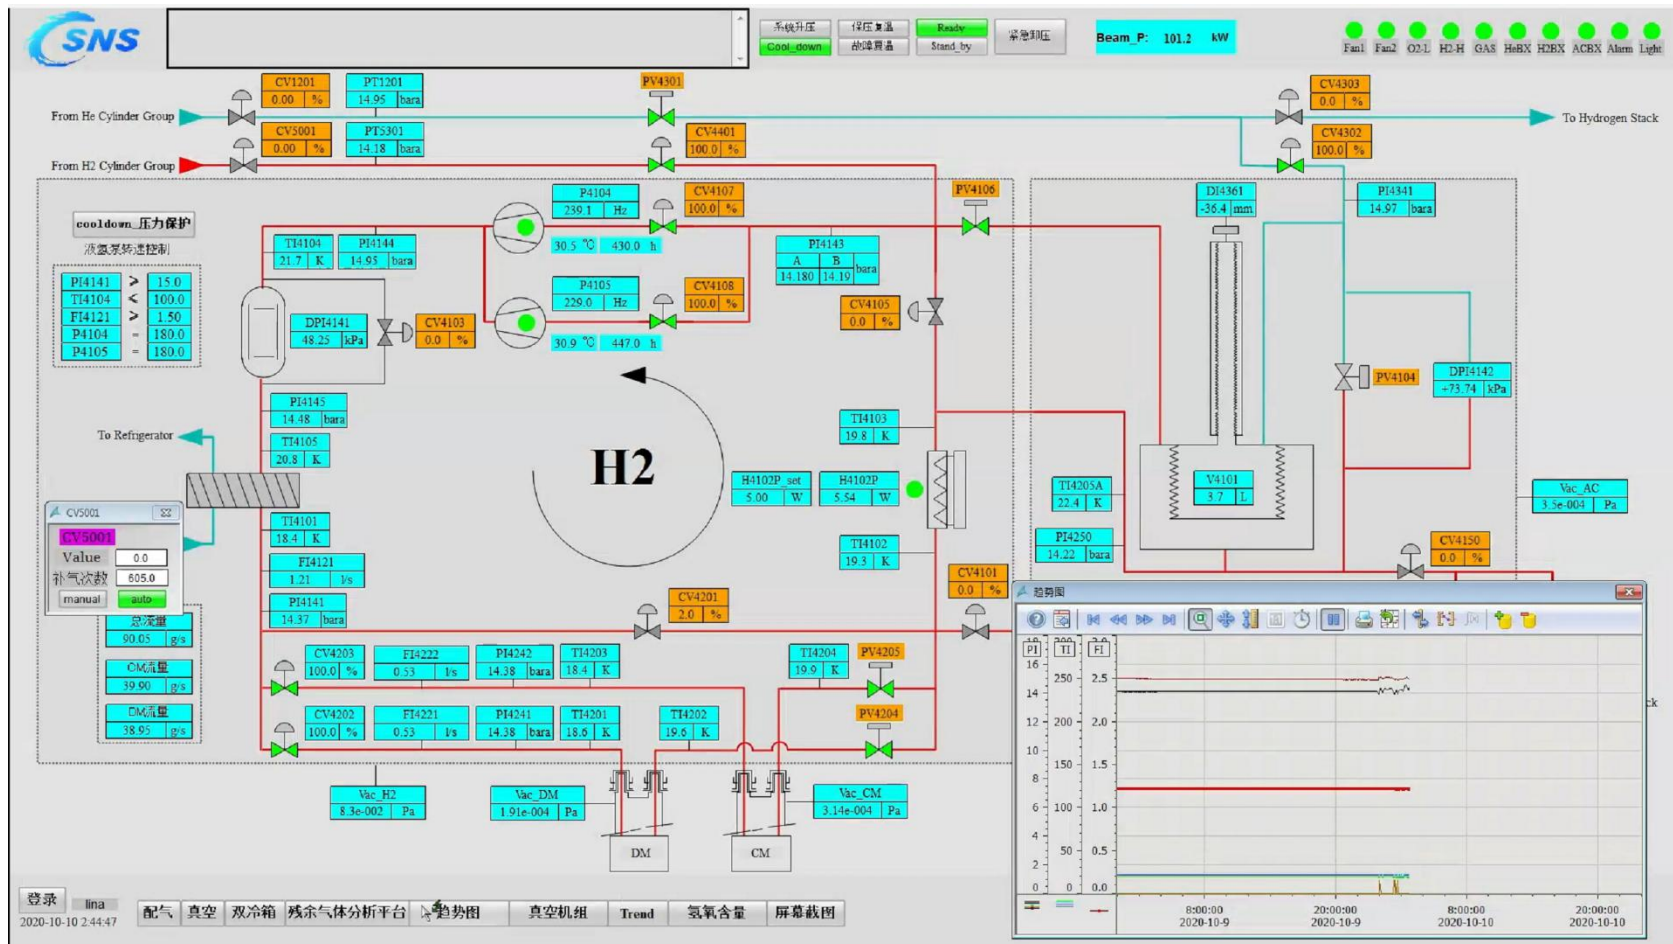 SNS
系统升压
保压复温
Ready
Cool_down
故障复温
Stand_by
紧急卸压
Beam_P: 101.2 kW
Fan1 Fan2 O2-L H2-H GAS HeBX H2BX ACBX Alarm Light
CV1201
0.00 %
PT1201
14.95 bara
PV4301
CV4303
0.0 %
From He Cylinder Group
To Hydrogen Stack
CV5001
0.00 %
PT5301
14.18 bara
CV4401
100.0 %
CV4302
100.0 %
From H2 Cylinder Group
cooldown_压力保护
液氢泵转速控制
PI4141 ≥ 15.0
TI4104 ≤ 100.0
FI4121 ≥ 1.50
P4104 = 180.0
P4105 = 180.0
P4104
239.1 Hz
CV4107
100.0 %
PV4106
DI4361
-36.4 mm
PI4341
14.97 bara
TI4104
21.7 K
PI4144
14.95 bara
30.5 ℃ 430.0 h
PI4143
A B
14.180 14.19 bara
P4105
229.0 Hz
CV4108
100.0 %
CV4105
0.0 %
DPI4141
48.25 kPa
CV4103
0.0 %
30.9 ℃ 447.0 h
PV4104
DPI4142
+73.74 kPa
PI4145
14.48 bara
TI4105
20.8 K
To Refrigerator
H2
TI4103
19.8 K
H4102P_set
5.00 W
H4102P
5.54 W
TI4205A
22.4 K
V4101
3.7 L
Vac_AC
3.5e-004 Pa
CV5001
CV5001
Value 0.0
补气次数 605.0
manual auto
TI4101
18.4 K
FI4121
1.21 l/s
PI4141
14.37 bara
TI4102
19.3 K
PI4250
14.22 bara
CV4150
0.0 %
CV4101
0.0 %
CV4201
2.0 %
总流量
90.05 g/s
CM流量
39.90 g/s
DM流量
38.95 g/s
CV4203
100.0 %
FI4222
0.53 l/s
PI4242
14.38 bara
TI4203
18.4 K
TI4204
19.9 K
PV4205
CV4202
100.0 %
FI4221
0.53 l/s
PI4241
14.38 bara
TI4201
18.6 K
TI4202
19.6 K
PV4204
Vac_H2
8.3e-002 Pa
Vac_DM
1.91e-004 Pa
Vac_CM
3.14e-004 Pa
DM
CM
趋势图
PI TI FI
16 250 2.5
14
12 200 2.0
10
8 150 1.5
6 100 1.0
4
50 0.5
2
0 0 0.0
8:00:00 20:00:00 8:00:00 20:00:00
2020-10-9 2020-10-9 2020-10-10 2020-10-10
ck
登录 lina
2020-10-10 2:44:47
配气 真空 双冷箱 残余气体分析平台 趋势图 真空机组 Trend 氢氧含量 屏幕截图